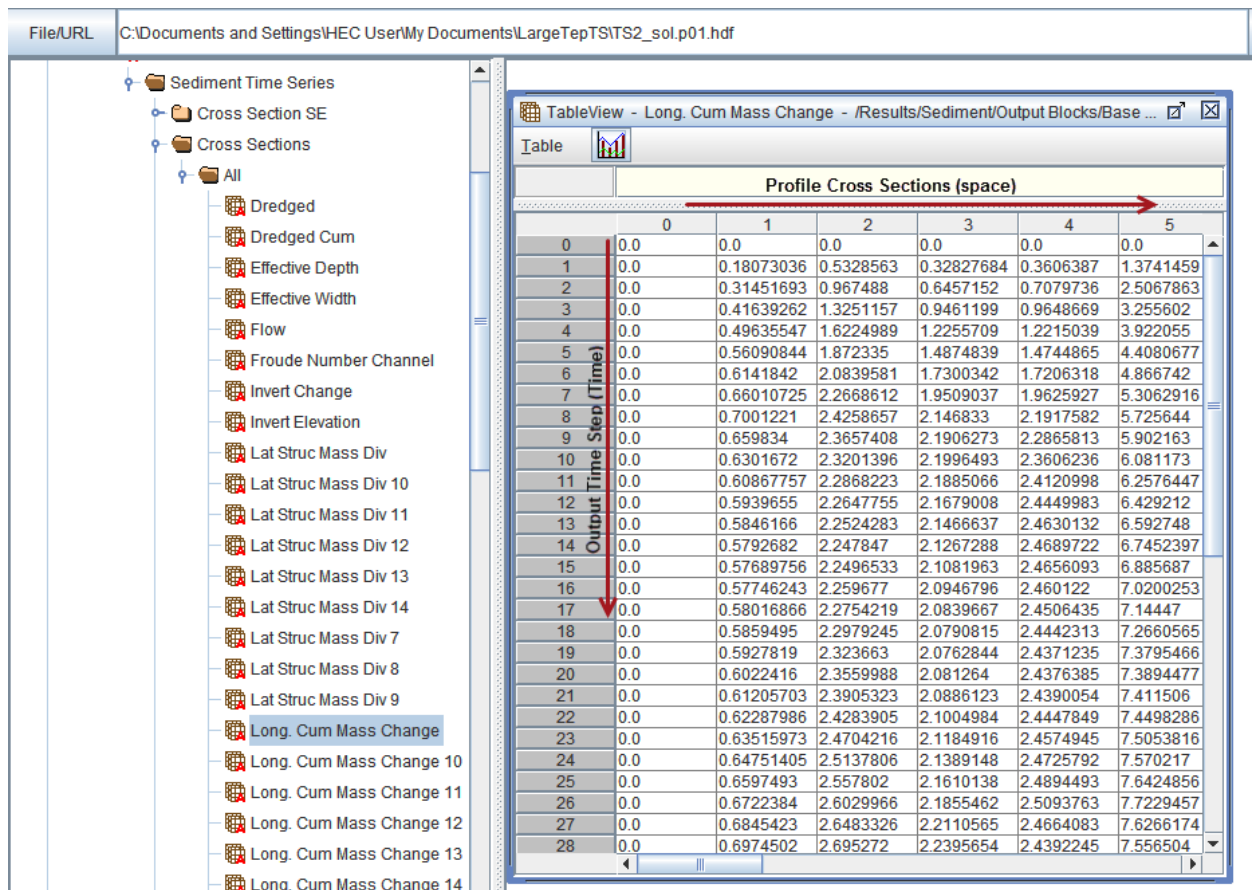 File/URL C:\Documents and Settings\HEC User\My Documents\LargeTepTS\TS2_sol.p01.hdf
Sediment Time Series
Cross Section SE
Cross Sections
All
Dredged
Dredged Cum
Effective Depth
Effective Width
Flow
Froude Number Channel
Invert Change
Invert Elevation
Lat Struc Mass Div
Lat Struc Mass Div 10
Lat Struc Mass Div 11
Lat Struc Mass Div 12
Lat Struc Mass Div 13
Lat Struc Mass Div 14
Lat Struc Mass Div 7
Lat Struc Mass Div 8
Lat Struc Mass Div 9
Long. Cum Mass Change
Long. Cum Mass Change 10
Long. Cum Mass Change 11
Long. Cum Mass Change 12
Long. Cum Mass Change 13
Long. Cum Mass Change 14
TableView - Long. Cum Mass Change - /Results/Sediment/Output Blocks/Base ...
Table
Profile Cross Sections (space)
Output Time Step (Time)
0 1 2 3 4 5
0 0.0 0.0 0.0 0.0 0.0 0.0
1 0.0 0.18073036 0.5328563 0.32827684 0.3606387 1.3741459
2 0.0 0.31451693 0.967488 0.6457152 0.7079736 2.5067863
3 0.0 0.41639262 1.3251157 0.9461199 0.9648669 3.255602
4 0.0 0.49635547 1.6224989 1.2255709 1.2215039 3.922055
5 0.0 0.56090844 1.872335 1.4874839 1.4744865 4.4080677
6 0.0 0.6141842 2.0839581 1.7300342 1.7206318 4.866742
7 0.0 0.66010725 2.2668612 1.9509037 1.9625927 5.3062916
8 0.0 0.7001221 2.4258657 2.146833 2.1917582 5.725644
9 0.0 0.659834 2.3657408 2.1906273 2.2865813 5.902163
10 0.0 0.6301672 2.3201396 2.1996493 2.3606236 6.081173
11 0.0 0.60867757 2.2868223 2.1885066 2.4120998 6.2576447
12 0.0 0.5939655 2.2647755 2.1679008 2.4449983 6.429212
13 0.0 0.5846166 2.2524283 2.1466637 2.4630132 6.592748
14 0.0 0.5792682 2.247847 2.1267288 2.4689722 6.7452397
15 0.0 0.57689756 2.2496533 2.1081963 2.4656093 6.885687
16 0.0 0.57746243 2.259677 2.0946796 2.460122 7.0200253
17 0.0 0.58016866 2.2754219 2.0839667 2.4506435 7.14447
18 0.0 0.5859495 2.2979245 2.0790815 2.4442313 7.2660565
19 0.0 0.5927819 2.323663 2.0762844 2.4371235 7.3795466
20 0.0 0.6022416 2.3559988 2.081264 2.4376385 7.3894477
21 0.0 0.61205703 2.3905323 2.0886123 2.4390054 7.411506
22 0.0 0.62287986 2.4283905 2.1004984 2.4447849 7.4498286
23 0.0 0.63515973 2.4704216 2.1184916 2.4574945 7.5053816
24 0.0 0.64751405 2.5137806 2.1389148 2.4725792 7.570217
25 0.0 0.6597493 2.557802 2.1610138 2.4894493 7.6424856
26 0.0 0.6722384 2.6029966 2.1855462 2.5093763 7.7229457
27 0.0 0.6845423 2.6483326 2.2110565 2.4664083 7.6266174
28 0.0 0.6974502 2.695272 2.2395654 2.4392245 7.556504